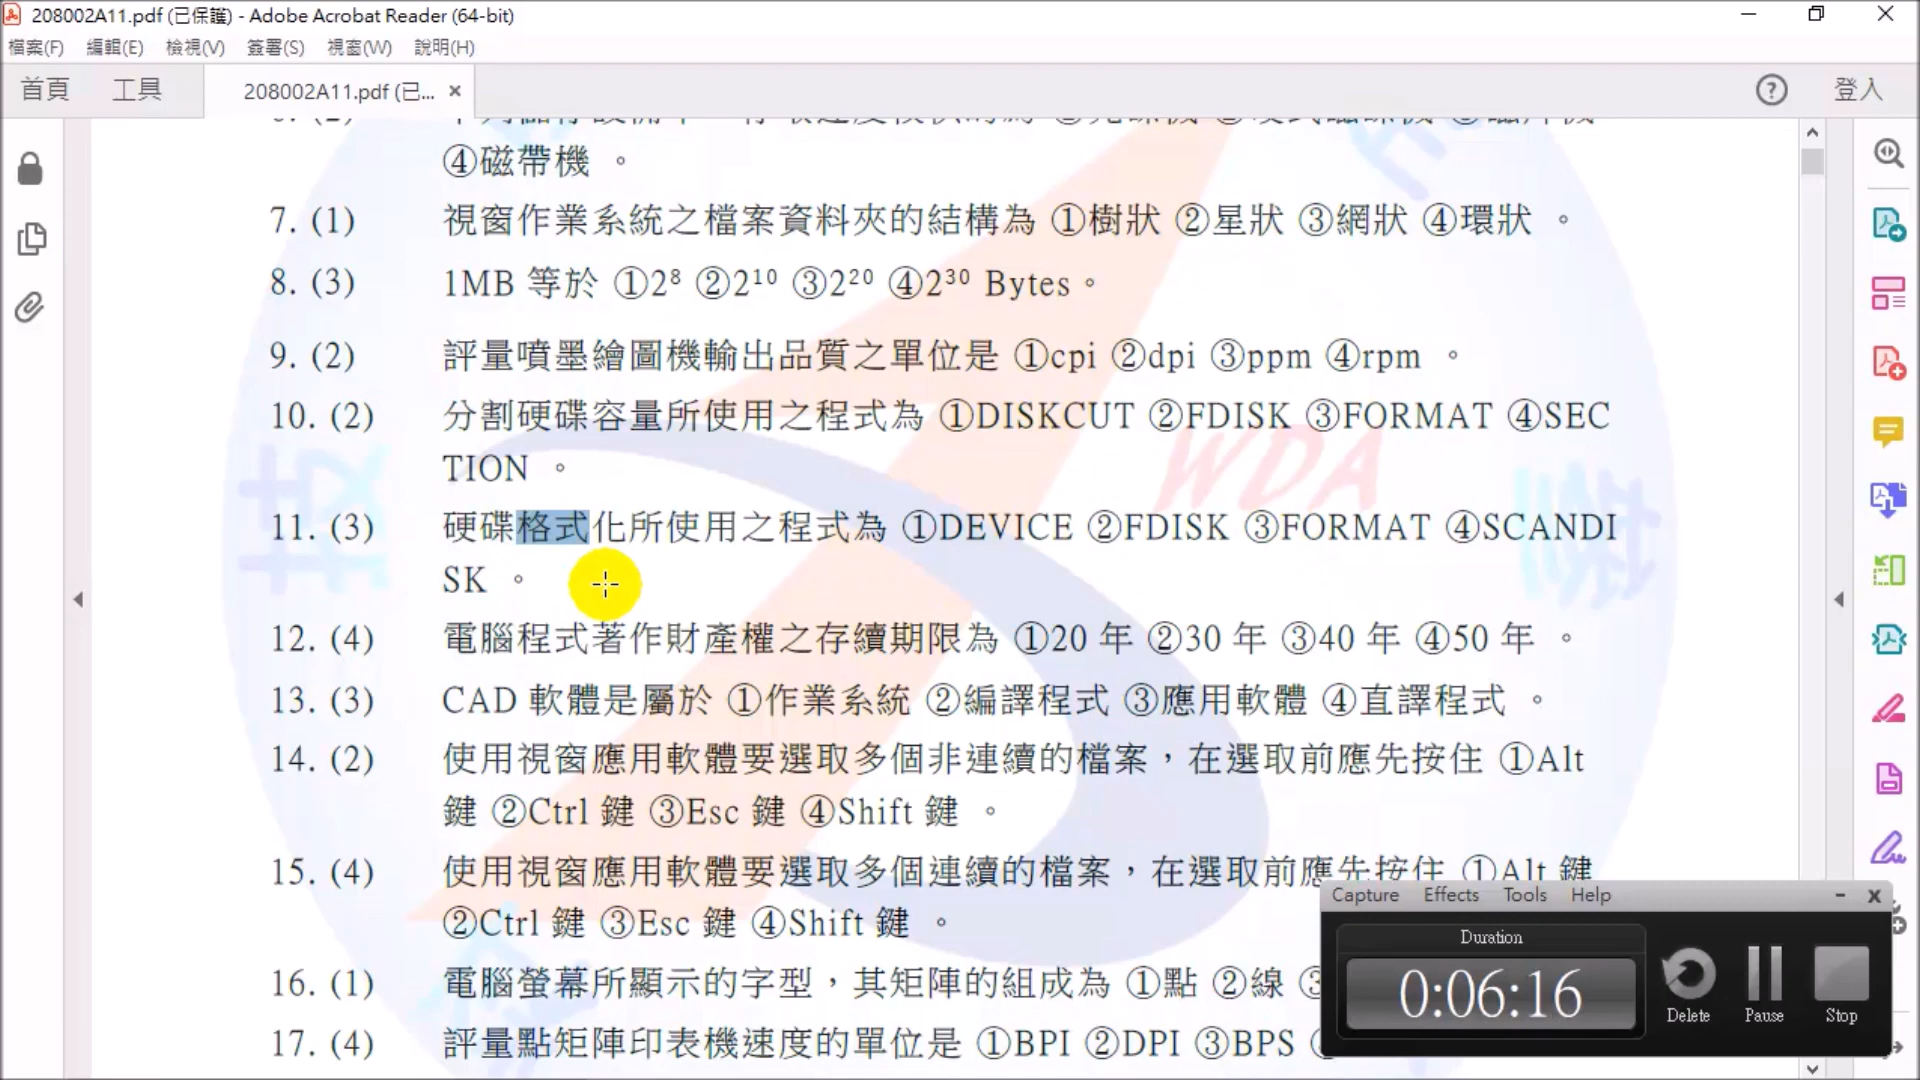 208002A11.pdf (已保護) - Adobe Acrobat Reader (64-bit)
檔案(F) 編輯(E) 檢視(V) 簽署(S) 視窗(W) 說明(H)
首頁 工具 208002A11.pdf (已... × 登入
④磁帶機 。
7. (1) 視窗作業系統之檔案資料夾的結構為 ①樹狀 ②星狀 ③網狀 ④環狀 。
8. (3) 1MB 等於 ①2⁸ ②2¹⁰ ③2²⁰ ④2³⁰ Bytes。
9. (2) 評量噴墨繪圖機輸出品質之單位是 ①cpi ②dpi ③ppm ④rpm 。
10. (2) 分割硬碟容量所使用之程式為 ①DISKCUT ②FDISK ③FORMAT ④SEC
TION 。
11. (3) 硬碟格式化所使用之程式為 ①DEVICE ②FDISK ③FORMAT ④SCANDI
SK 。
12. (4) 電腦程式著作財產權之存續期限為 ①20 年 ②30 年 ③40 年 ④50 年 。
13. (3) CAD 軟體是屬於 ①作業系統 ②編譯程式 ③應用軟體 ④直譯程式 。
14. (2) 使用視窗應用軟體要選取多個非連續的檔案，在選取前應先按住 ①Alt
鍵 ②Ctrl 鍵 ③Esc 鍵 ④Shift 鍵 。
15. (4) 使用視窗應用軟體要選取多個連續的檔案，在選取前應先按住 ①Alt 鍵
②Ctrl 鍵 ③Esc 鍵 ④Shift 鍵 。
16. (1) 電腦螢幕所顯示的字型，其矩陣的組成為 ①點 ②線
17. (4) 評量點矩陣印表機速度的單位是 ①BPI ②DPI ③BPS
WDA
Capture Effects Tools Help
Duration
0:06:16
Delete Pause Stop